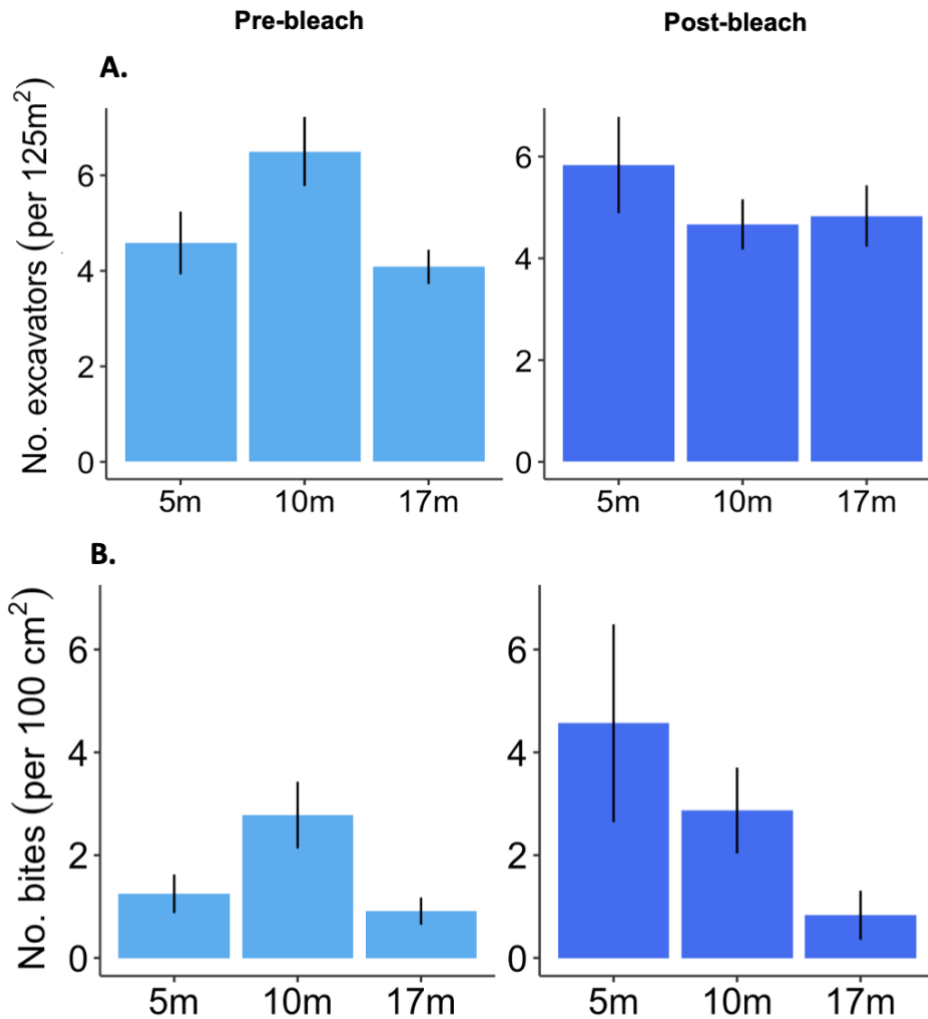 Pre-bleach
Post-bleach
A.
No. excavators (per 125m²)
6
4
2
0
5m 10m 17m
6
4
2
0
5m 10m 17m
B.
No. bites (per 100 cm²)
6
4
2
0
5m 10m 17m
6
4
2
0
5m 10m 17m